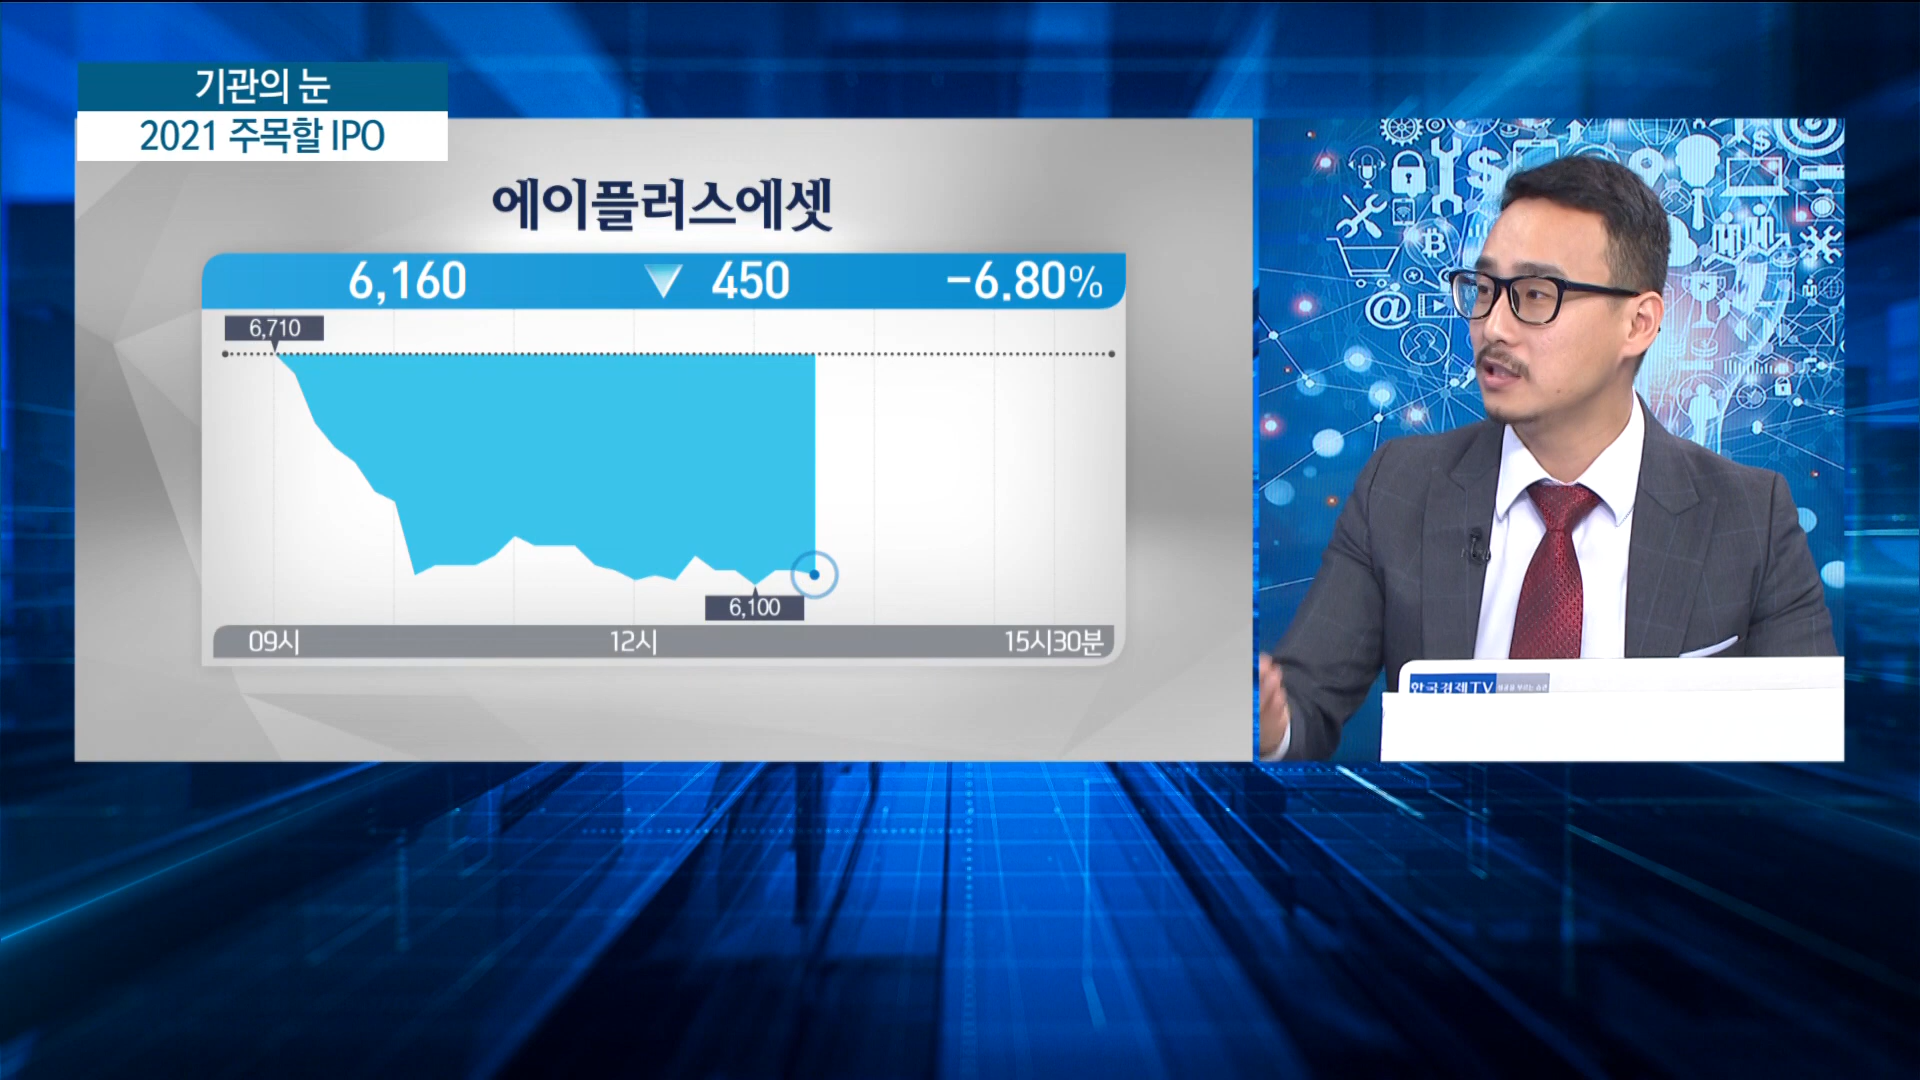 기관의 눈
2021 주목할 IPO
에이플러스에셋
6,160 ▼ 450 -6.80%
6,710
6,100
09시 12시 15시30분
한국경제TV